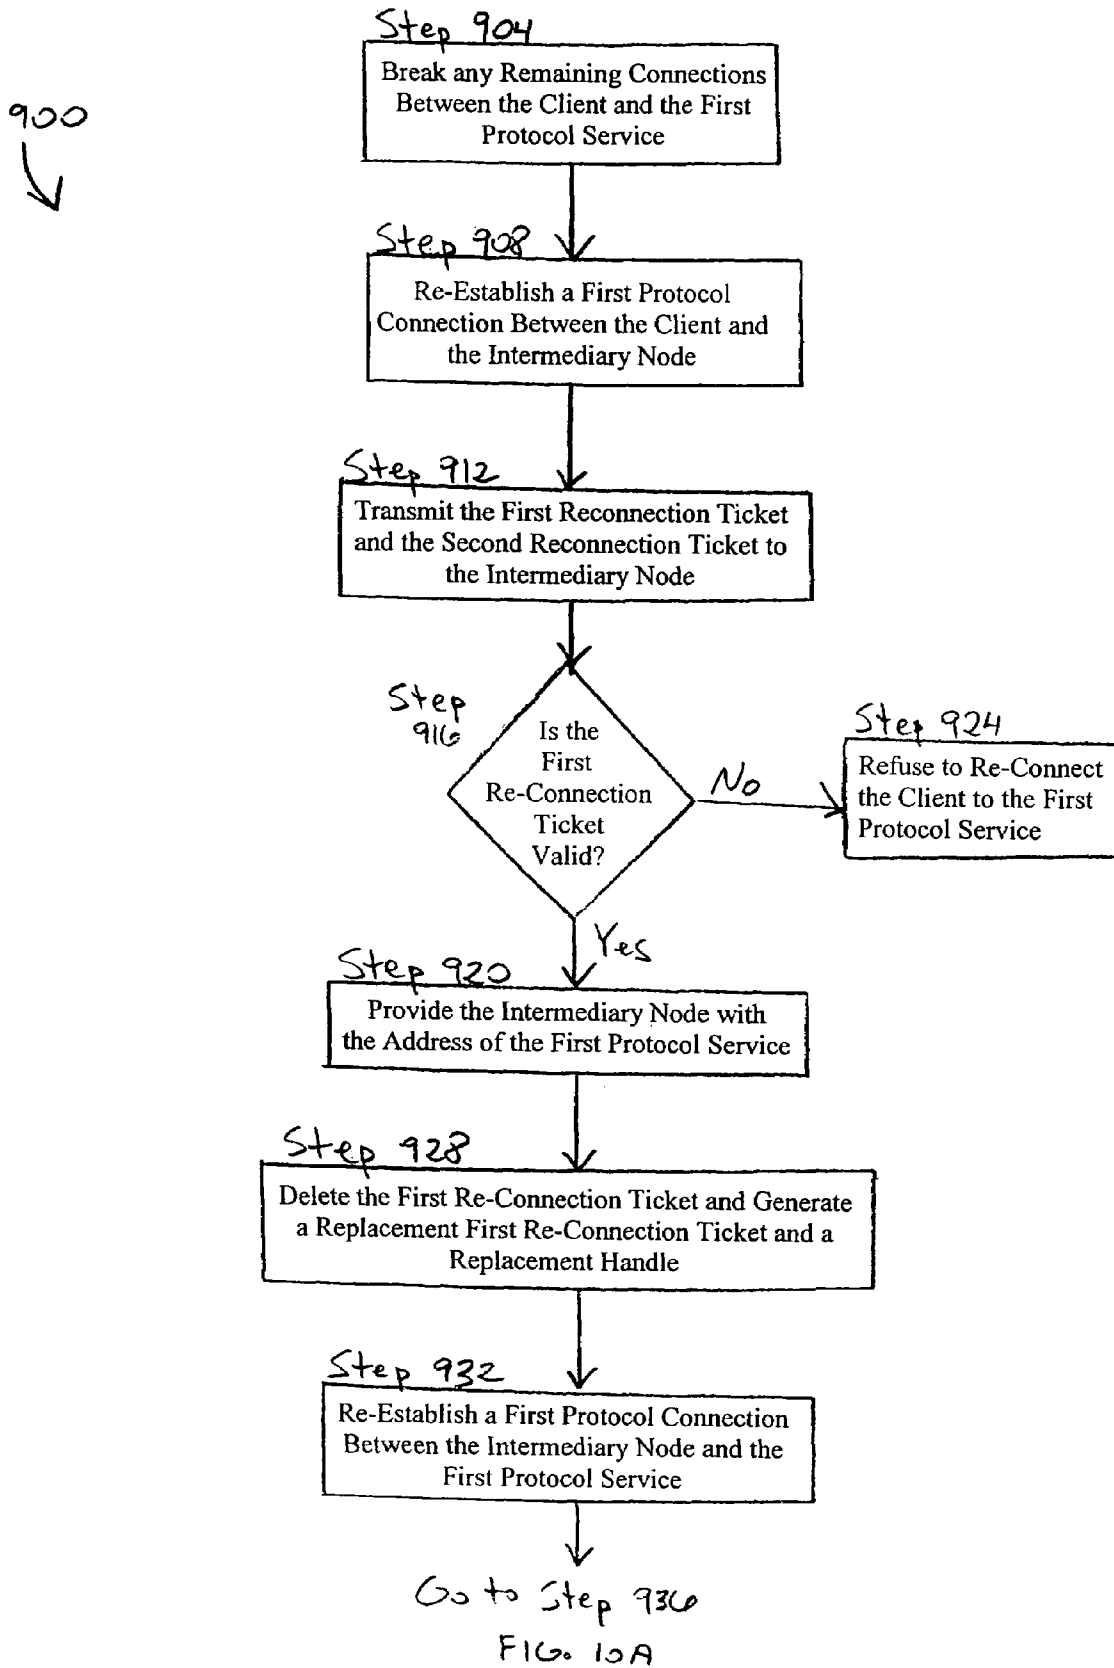 Step 904
Break any Remaining Connections
Between the Client and the First
Protocol Service
900
Step 908
Re-Establish a First Protocol
Connection Between the Client and
the Intermediary Node
Step 912
Transmit the First Reconnection Ticket
and the Second Reconnection Ticket to
the Intermediary Node
Step
916
Is the
First
Re-Connection
Ticket
Valid?
No
Step 924
Refuse to Re-Connect
the Client to the First
Protocol Service
Yes
Step 920
Provide the Intermediary Node with
the Address of the First Protocol Service
Step 928
Delete the First Re-Connection Ticket and Generate
a Replacement First Re-Connection Ticket and a
Replacement Handle
Step 932
Re-Establish a First Protocol Connection
Between the Intermediary Node and the
First Protocol Service
Go to Step 936
FIG. 10A